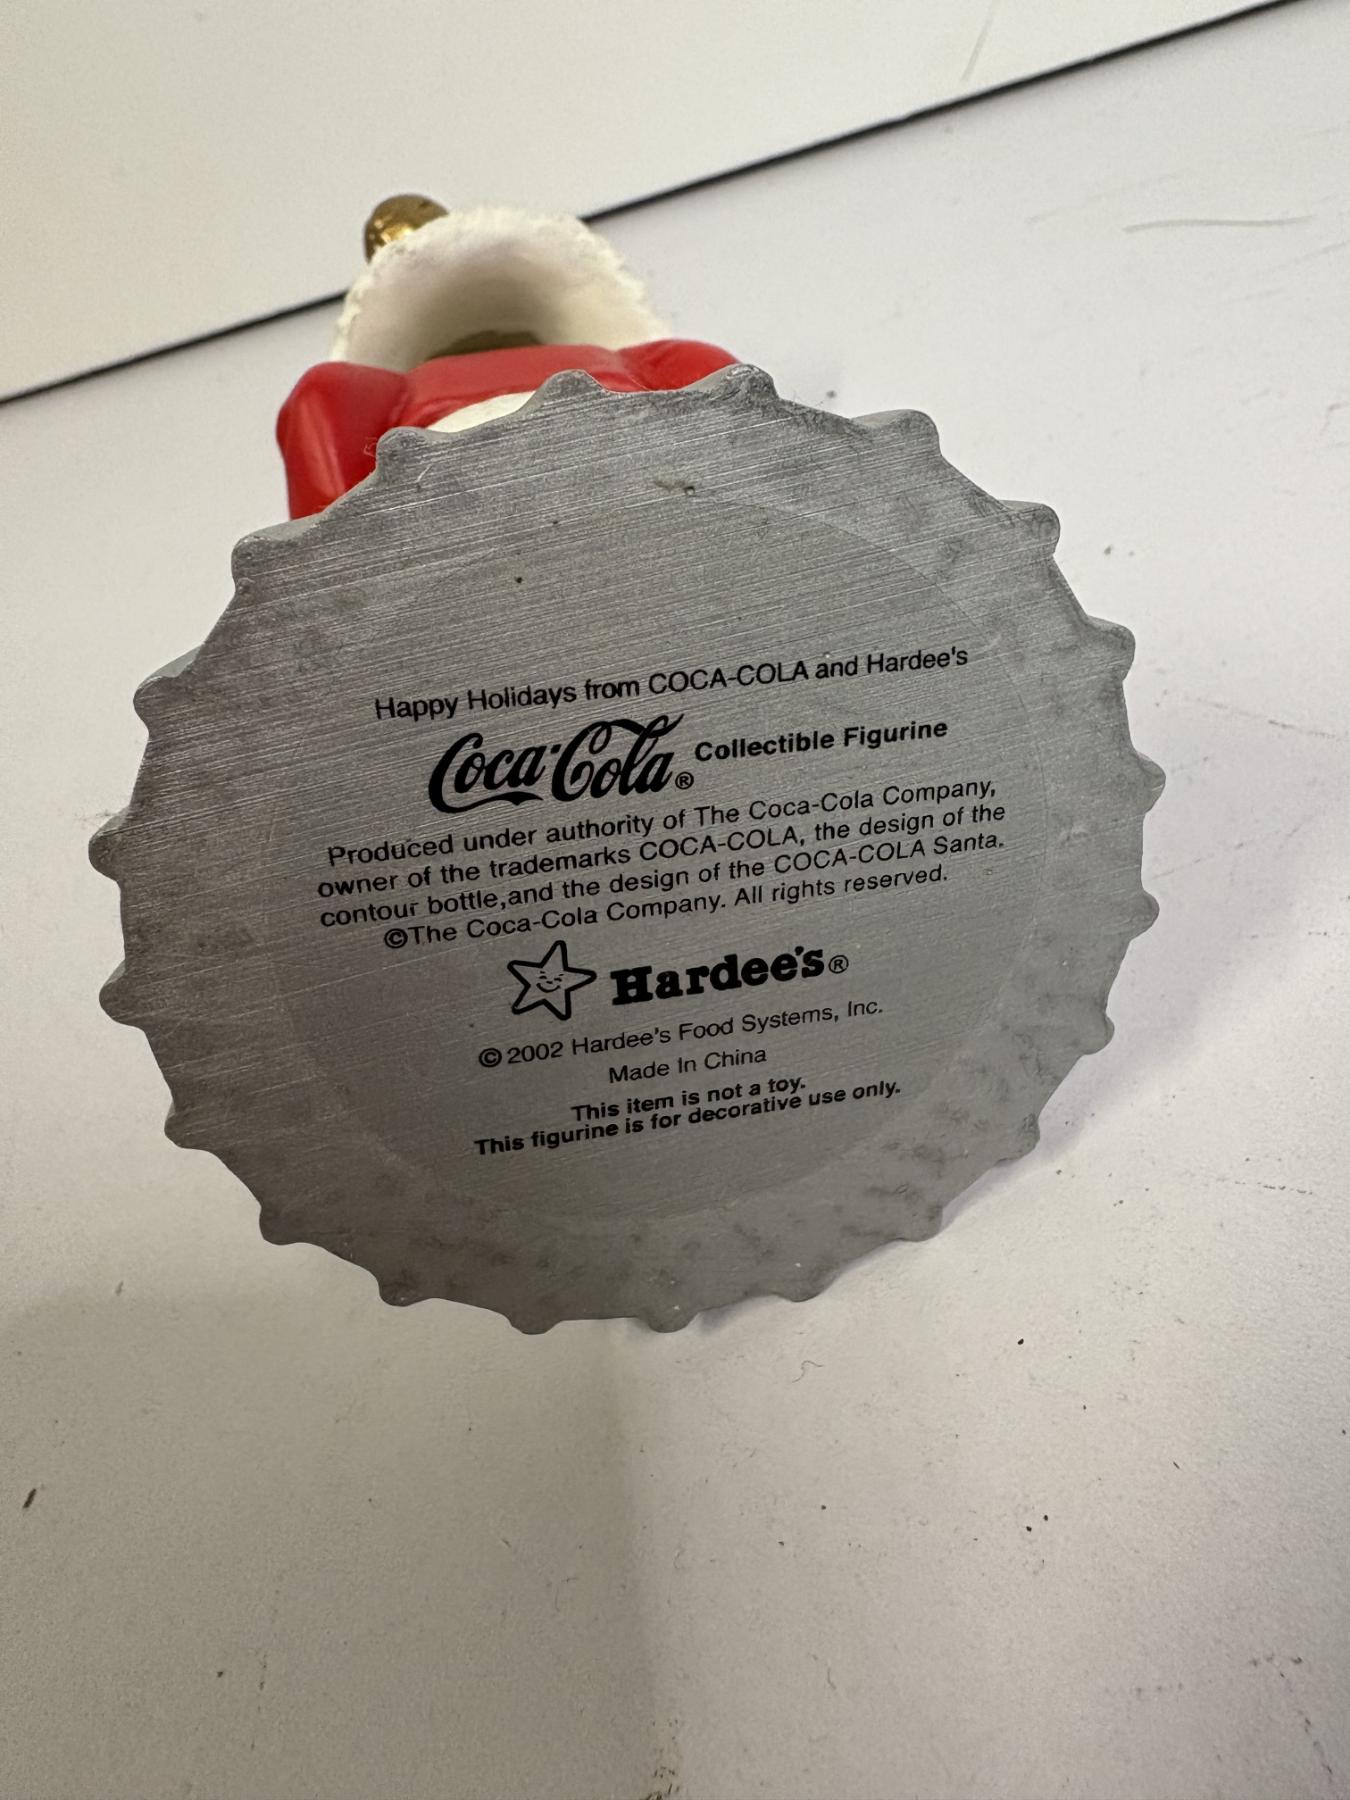 Happy Holidays from COCA-COLA and Hardee's
Coca-Cola® Collectible Figurine
Produced under authority of The Coca-Cola Company,
owner of the trademarks COCA-COLA, the design of the
contour bottle,and the design of the COCA-COLA Santa.
©The Coca-Cola Company. All rights reserved.
Hardee's®
© 2002 Hardee's Food Systems, Inc.
Made In China
This item is not a toy.
This figurine is for decorative use only.